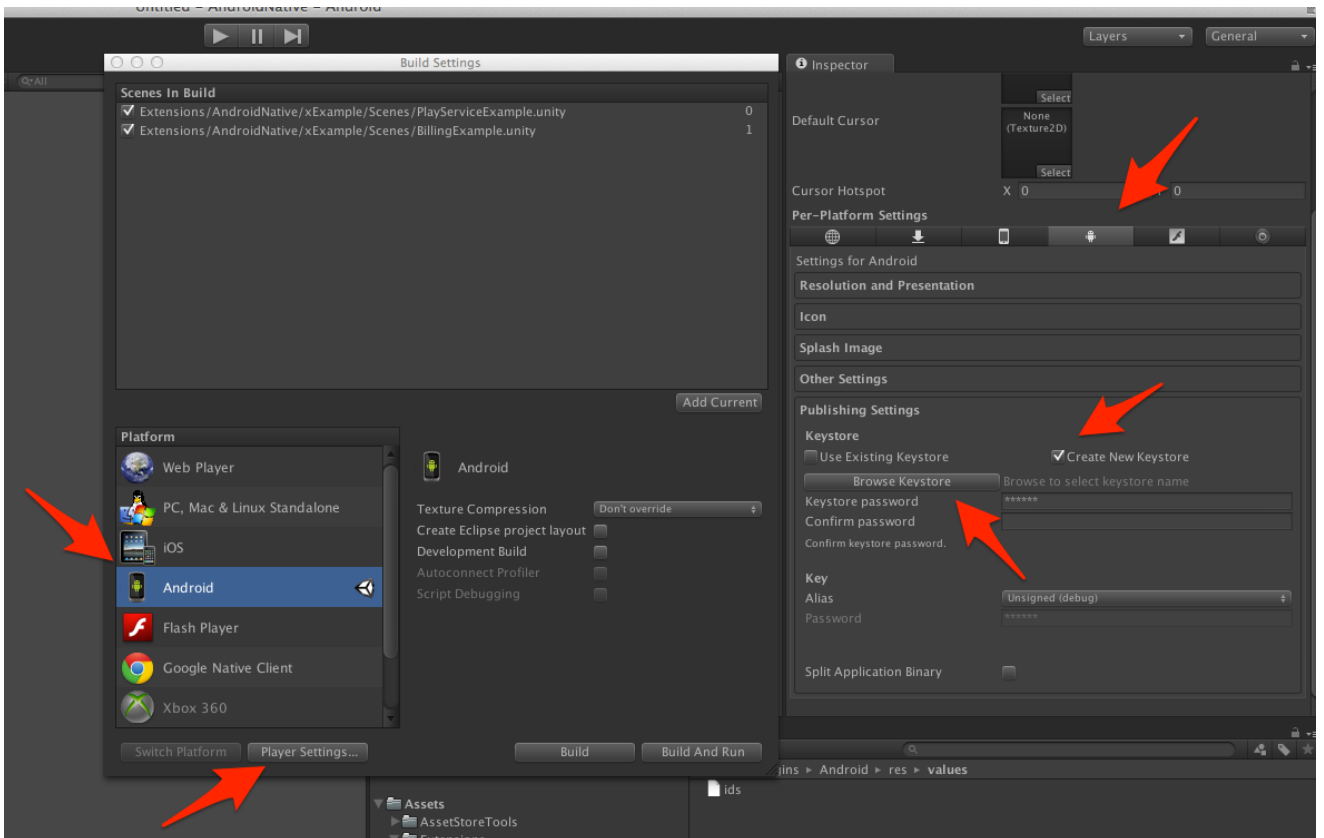 Untitled - AndroidNative - Android
Layers
General
All
Build Settings
Scenes In Build
Extensions/AndroidNative/xExample/Scenes/PlayServiceExample.unity 0
Extensions/AndroidNative/xExample/Scenes/BillingExample.unity 1
Add Current
Platform
Web Player
PC, Mac & Linux Standalone
iOS
Android
Flash Player
Google Native Client
Xbox 360
Android
Texture Compression Don't override
Create Eclipse project layout
Development Build
Autoconnect Profiler
Script Debugging
Switch Platform
Player Settings...
Build
Build And Run
Inspector
Select
Default Cursor
None
(Texture2D)
Select
Cursor Hotspot X 0 0
Per-Platform Settings
Settings for Android
Resolution and Presentation
Icon
Splash Image
Other Settings
Publishing Settings
Keystore
Use Existing Keystore
Create New Keystore
Browse Keystore
Browse to select keystore name
Keystore password ******
Confirm password
Confirm keystore password.
Key
Alias Unsigned (debug)
Password ******
Split Application Binary
Android ▸ res ▸ values
ids
Assets
AssetStoreTools